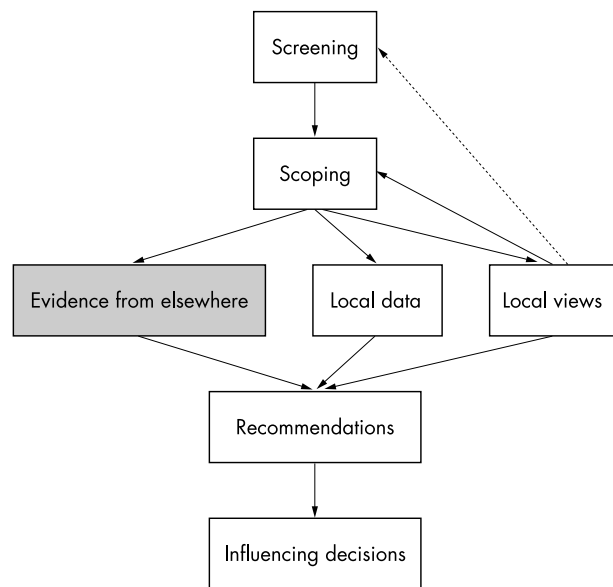 Screening
Scoping
Evidence from elsewhere
Local data
Local views
Recommendations
Influencing decisions